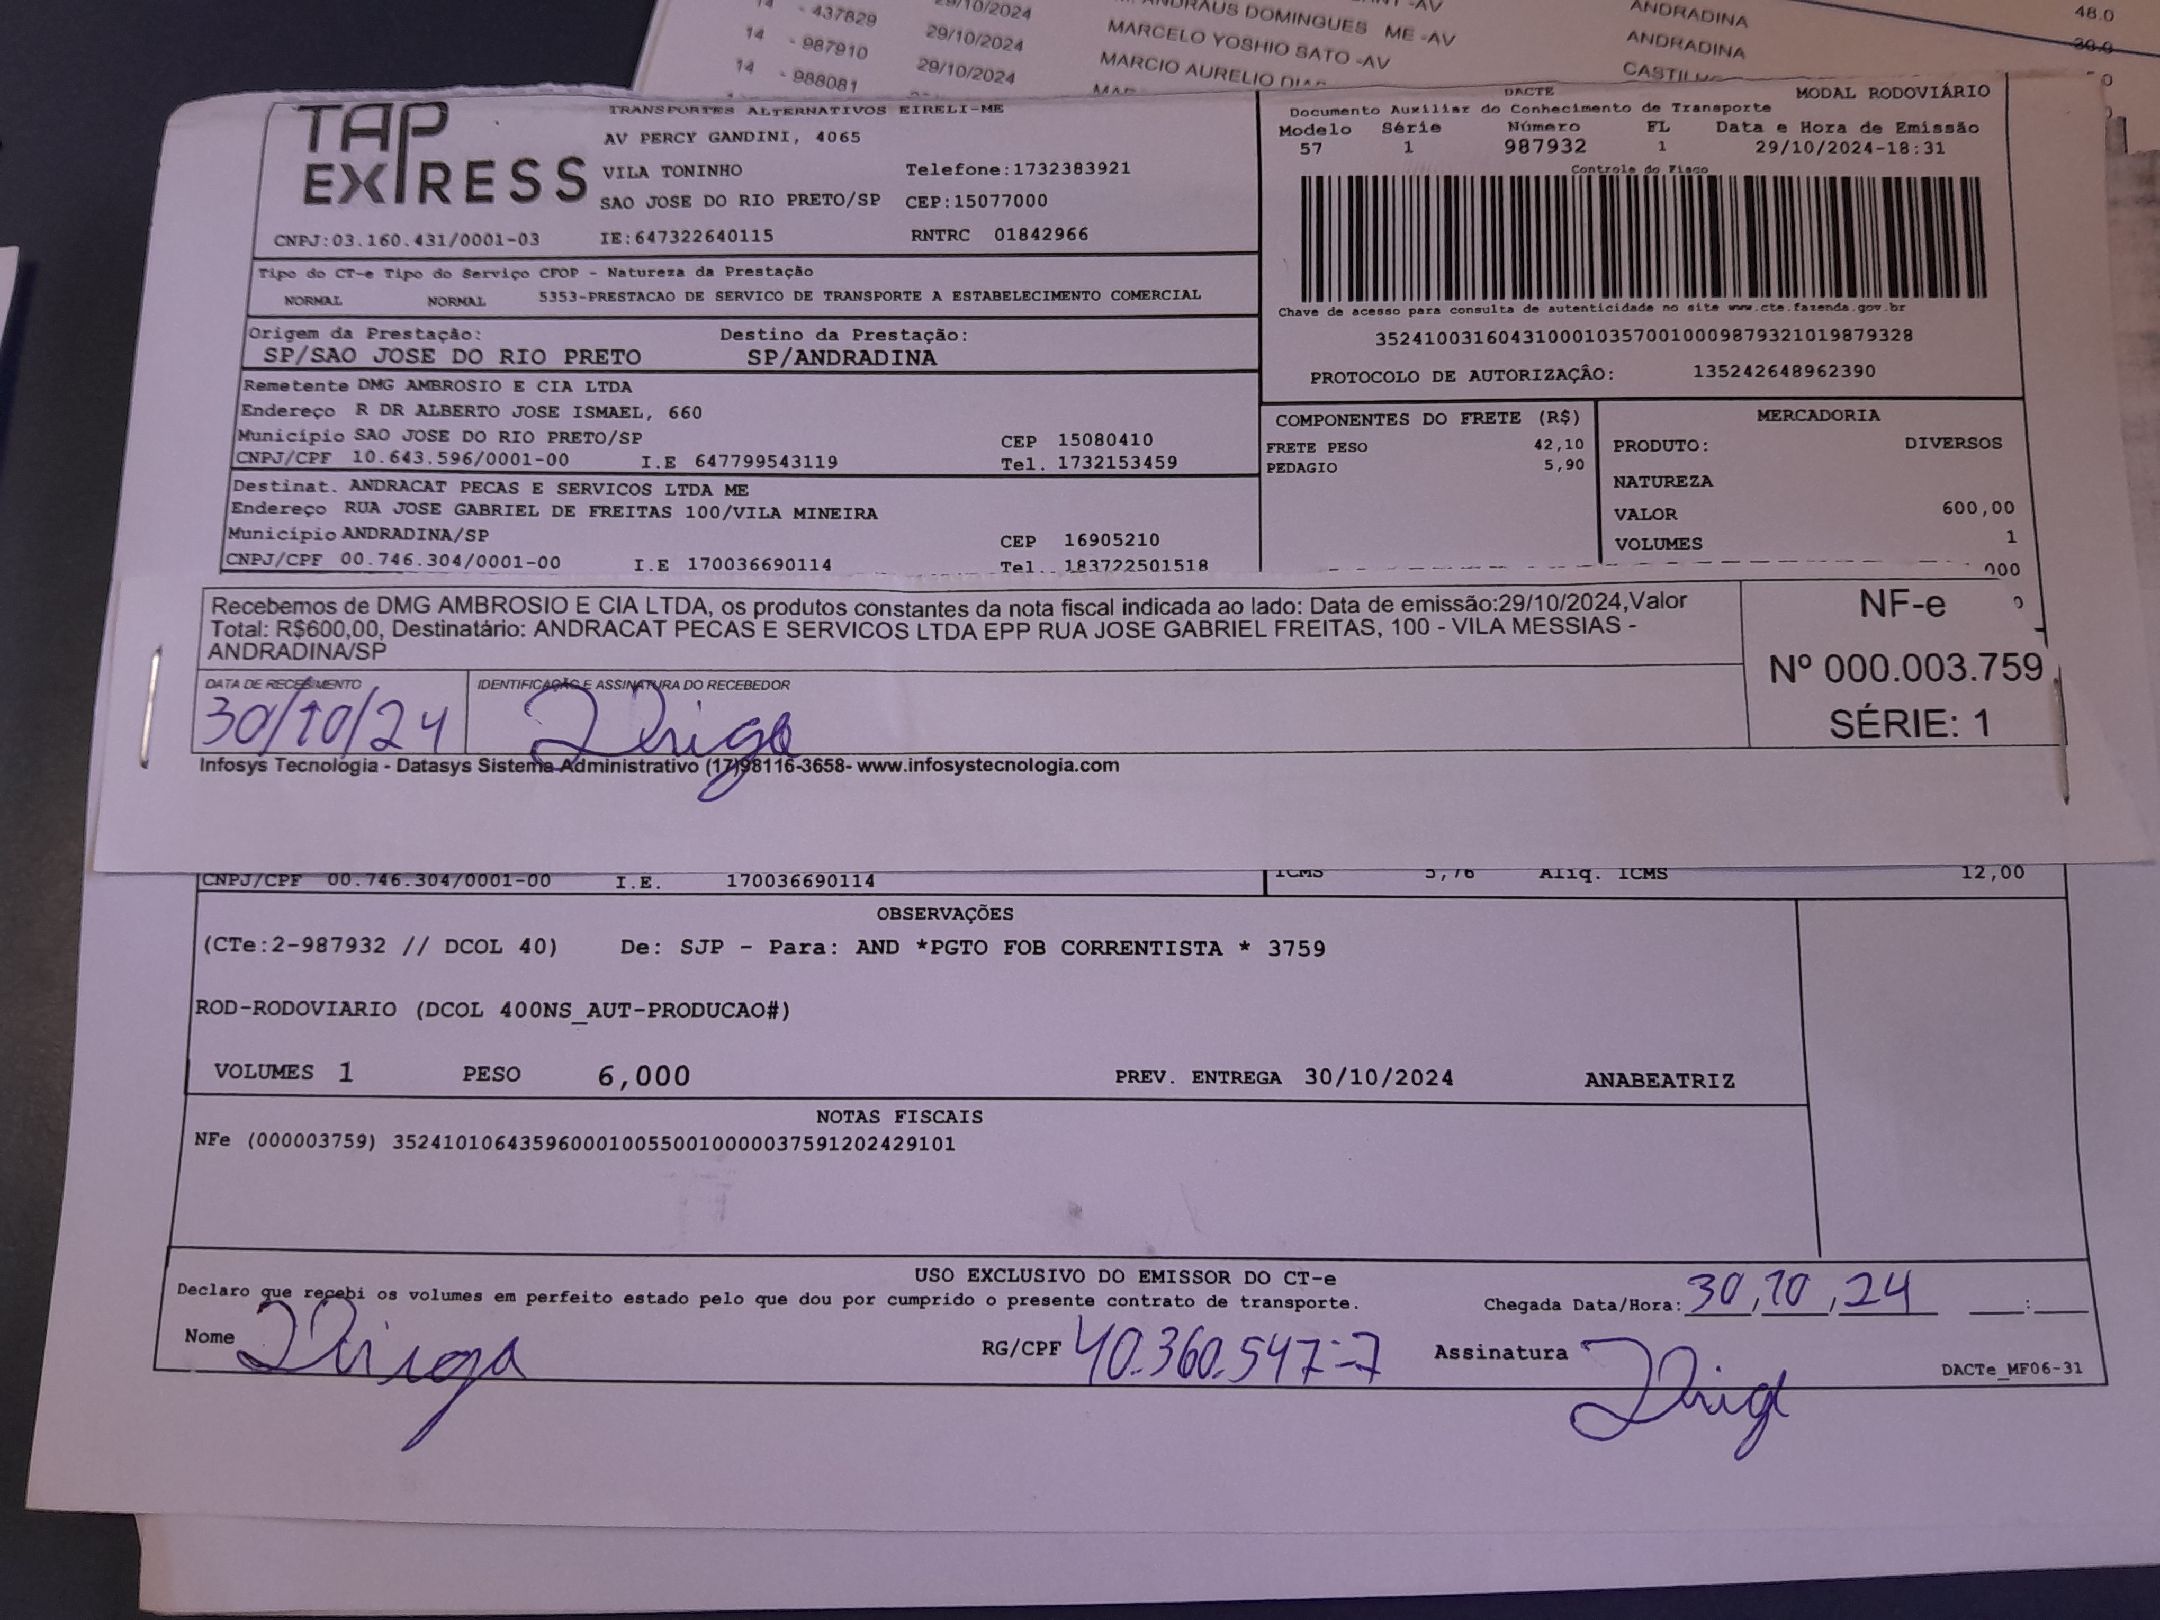 14 - 437829 29/10/2024 ANDRAUS DOMINGUES ME -AV ANDRADINA 48.0
14 - 987910 29/10/2024 MARCELO YOSHIO SATO -AV ANDRADINA
14 - 988081 29/10/2024 MARCIO AURELIO
TAP EXPRESS
TRANSPORTES ALTERNATIVOS EIRELI-ME
AV PERCY GANDINI, 4065
VILA TONINHO Telefone:1732383921
SAO JOSE DO RIO PRETO/SP CEP:15077000
CNPJ:03.160.431/0001-03 IE:647322640115 RNTRC 01842966
DACTE MODAL RODOVIÁRIO
Documento Auxiliar do Conhecimento de Transporte
Modelo Série Número FL Data e Hora de Emissão
57 1 987932 1 29/10/2024-18:31
Controle do Fisco
Chave de acesso para consulta de autenticidade no site www.cte.fazenda.gov.br
35241003160431000103570010009879321019879328
PROTOCOLO DE AUTORIZAÇÃO: 135242648962390
Tipo do CT-e Tipo do Serviço CFOP - Natureza da Prestação
NORMAL NORMAL 5353-PRESTACAO DE SERVICO DE TRANSPORTE A ESTABELECIMENTO COMERCIAL
Origem da Prestação: Destino da Prestação:
SP/SAO JOSE DO RIO PRETO SP/ANDRADINA
Remetente DMG AMBROSIO E CIA LTDA
Endereço R DR ALBERTO JOSE ISMAEL, 660
Município SAO JOSE DO RIO PRETO/SP CEP 15080410
CNPJ/CPF 10.643.596/0001-00 I.E 647799543119 Tel. 1732153459
Destinat. ANDRACAT PECAS E SERVICOS LTDA ME
Endereço RUA JOSE GABRIEL DE FREITAS 100/VILA MINEIRA
Município ANDRADINA/SP CEP 16905210
CNPJ/CPF 00.746.304/0001-00 I.E 170036690114 Tel. 183722501518
COMPONENTES DO FRETE (R$)
FRETE PESO 42,10
PEDAGIO 5,90
MERCADORIA
PRODUTO: DIVERSOS
NATUREZA
VALOR 600,00
VOLUMES 1
Recebemos de DMG AMBROSIO E CIA LTDA, os produtos constantes da nota fiscal indicada ao lado: Data de emissão:29/10/2024,Valor
Total: R$600,00, Destinatário: ANDRACAT PECAS E SERVICOS LTDA EPP RUA JOSE GABRIEL FREITAS, 100 - VILA MESSIAS -
ANDRADINA/SP
NF-e
Nº 000.003.759
SÉRIE: 1
DATA DE RECEBIMENTO IDENTIFICAÇÃO E ASSINATURA DO RECEBEDOR
30/10/24
Infosys Tecnologia - Datasys Sistema Administrativo (17)98116-3658- www.infosystecnologia.com
CNPJ/CPF 00.746.304/0001-00 I.E. 170036690114 ICMS 5,76 Aliq. ICMS 12,00
OBSERVAÇÕES
(CTe:2-987932 // DCOL 40) De: SJP - Para: AND *PGTO FOB CORRENTISTA * 3759
ROD-RODOVIARIO (DCOL 400NS_AUT-PRODUCAO#)
VOLUMES 1 PESO 6,000 PREV. ENTREGA 30/10/2024 ANABEATRIZ
NOTAS FISCAIS
NFe (000003759) 35241010643596000100550010000037591202429101
USO EXCLUSIVO DO EMISSOR DO CT-e
Declaro que recebi os volumes em perfeito estado pelo que dou por cumprido o presente contrato de transporte. Chegada Data/Hora: 30,10,24 :
Nome RG/CPF 40.360.547-7 Assinatura
DACTe_MF06-31